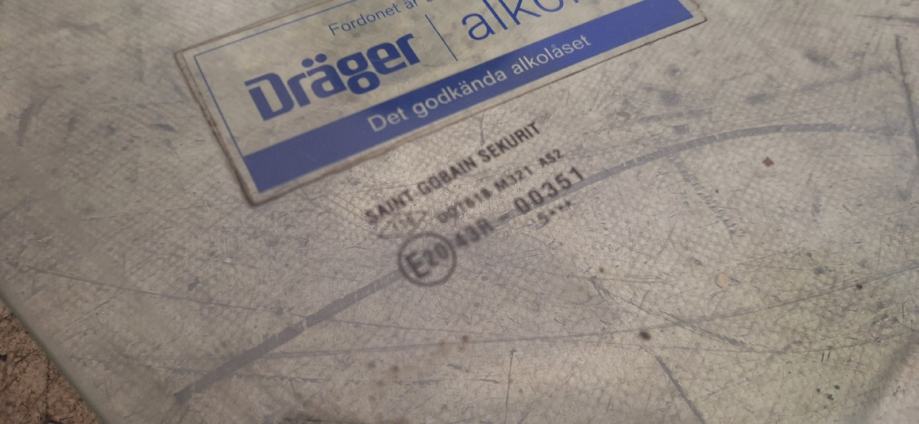 Fordonet är
Dräger | alko
Det godkända alkolåset
SAINT-GOBAIN SEKURIT
M321 AS2
E20 43R - 00351